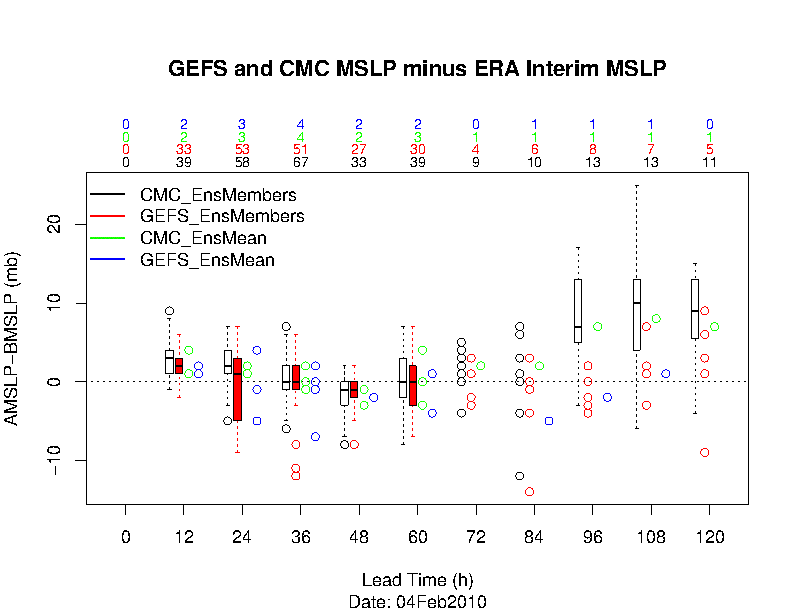 GEFS and CMC MSLP minus ERA Interim MSLP
0 2 3 4 2 2 0 1 1 1 0
0 2 3 4 2 3 1 1 1 1 1
0 33 53 51 27 30 4 6 8 7 5
0 39 58 67 33 39 9 10 13 13 11
CMC_EnsMembers
GEFS_EnsMembers
CMC_EnsMean
GEFS_EnsMean
AMSLP−BMSLP (mb)
20
10
0
−10
0 12 24 36 48 60 72 84 96 108 120
Lead Time (h)
Date: 04Feb2010